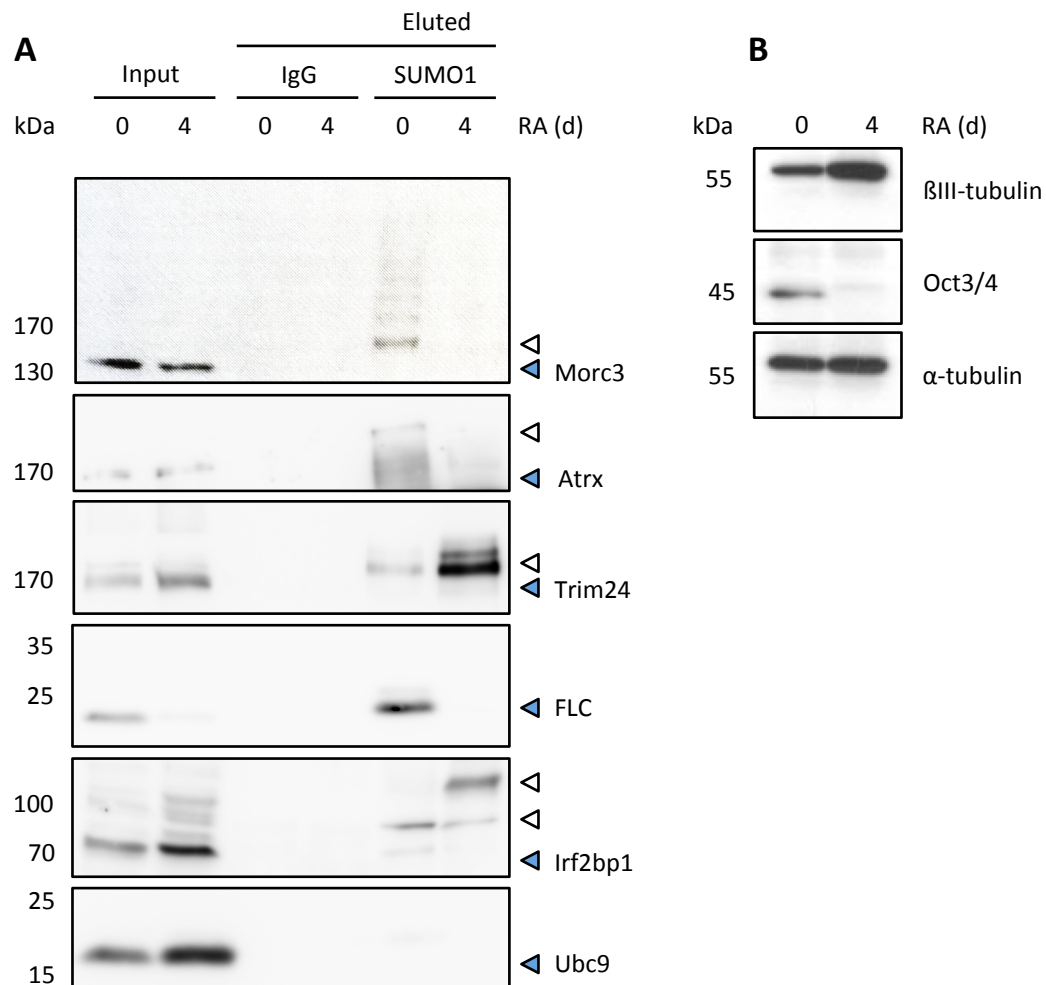 A
Eluted
Input IgG SUMO1
kDa 0 4 0 4 0 4 RA (d)
170
130
Morc3
170
Atrx
170
Trim24
35
25
FLC
100
70
Irf2bp1
25
15
Ubc9
B
kDa 0 4 RA (d)
55
ßIII-tubulin
45
Oct3/4
55
α-tubulin